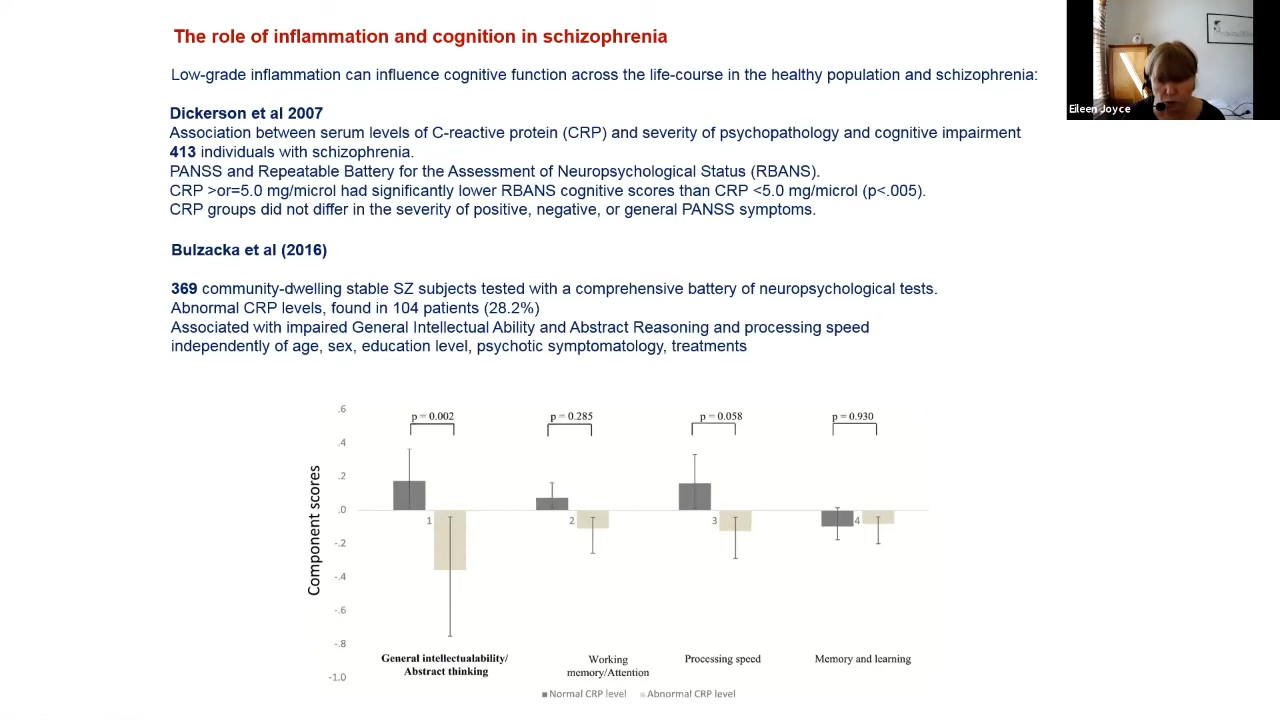 The role of inflammation and cognition in schizophrenia
Low-grade inflammation can influence cognitive function across the life-course in the healthy population and schizophrenia:
Eileen Joyce
Dickerson et al 2007
Association between serum levels of C-reactive protein (CRP) and severity of psychopathology and cognitive impairment
413 individuals with schizophrenia.
PANSS and Repeatable Battery for the Assessment of Neuropsychological Status (RBANS).
CRP >or=5.0 mg/microl had significantly lower RBANS cognitive scores than CRP <5.0 mg/microl (p<.005).
CRP groups did not differ in the severity of positive, negative, or general PANSS symptoms.
Bulzacka et al (2016)
369 community-dwelling stable SZ subjects tested with a comprehensive battery of neuropsychological tests.
Abnormal CRP levels, found in 104 patients (28.2%)
Associated with impaired General Intellectual Ability and Abstract Reasoning and processing speed
independently of age, sex, education level, psychotic symptomatology, treatments
Component scores
.6
.4
.2
.0
-.2
-.4
-.6
-.8
-1.0
p = 0.002
p = 0.285
p = 0.058
p = 0.930
1
2
3
4
General intellectualability/
Abstract thinking
Working
memory/Attention
Processing speed
Memory and learning
Normal CRP level
Abnormal CRP level